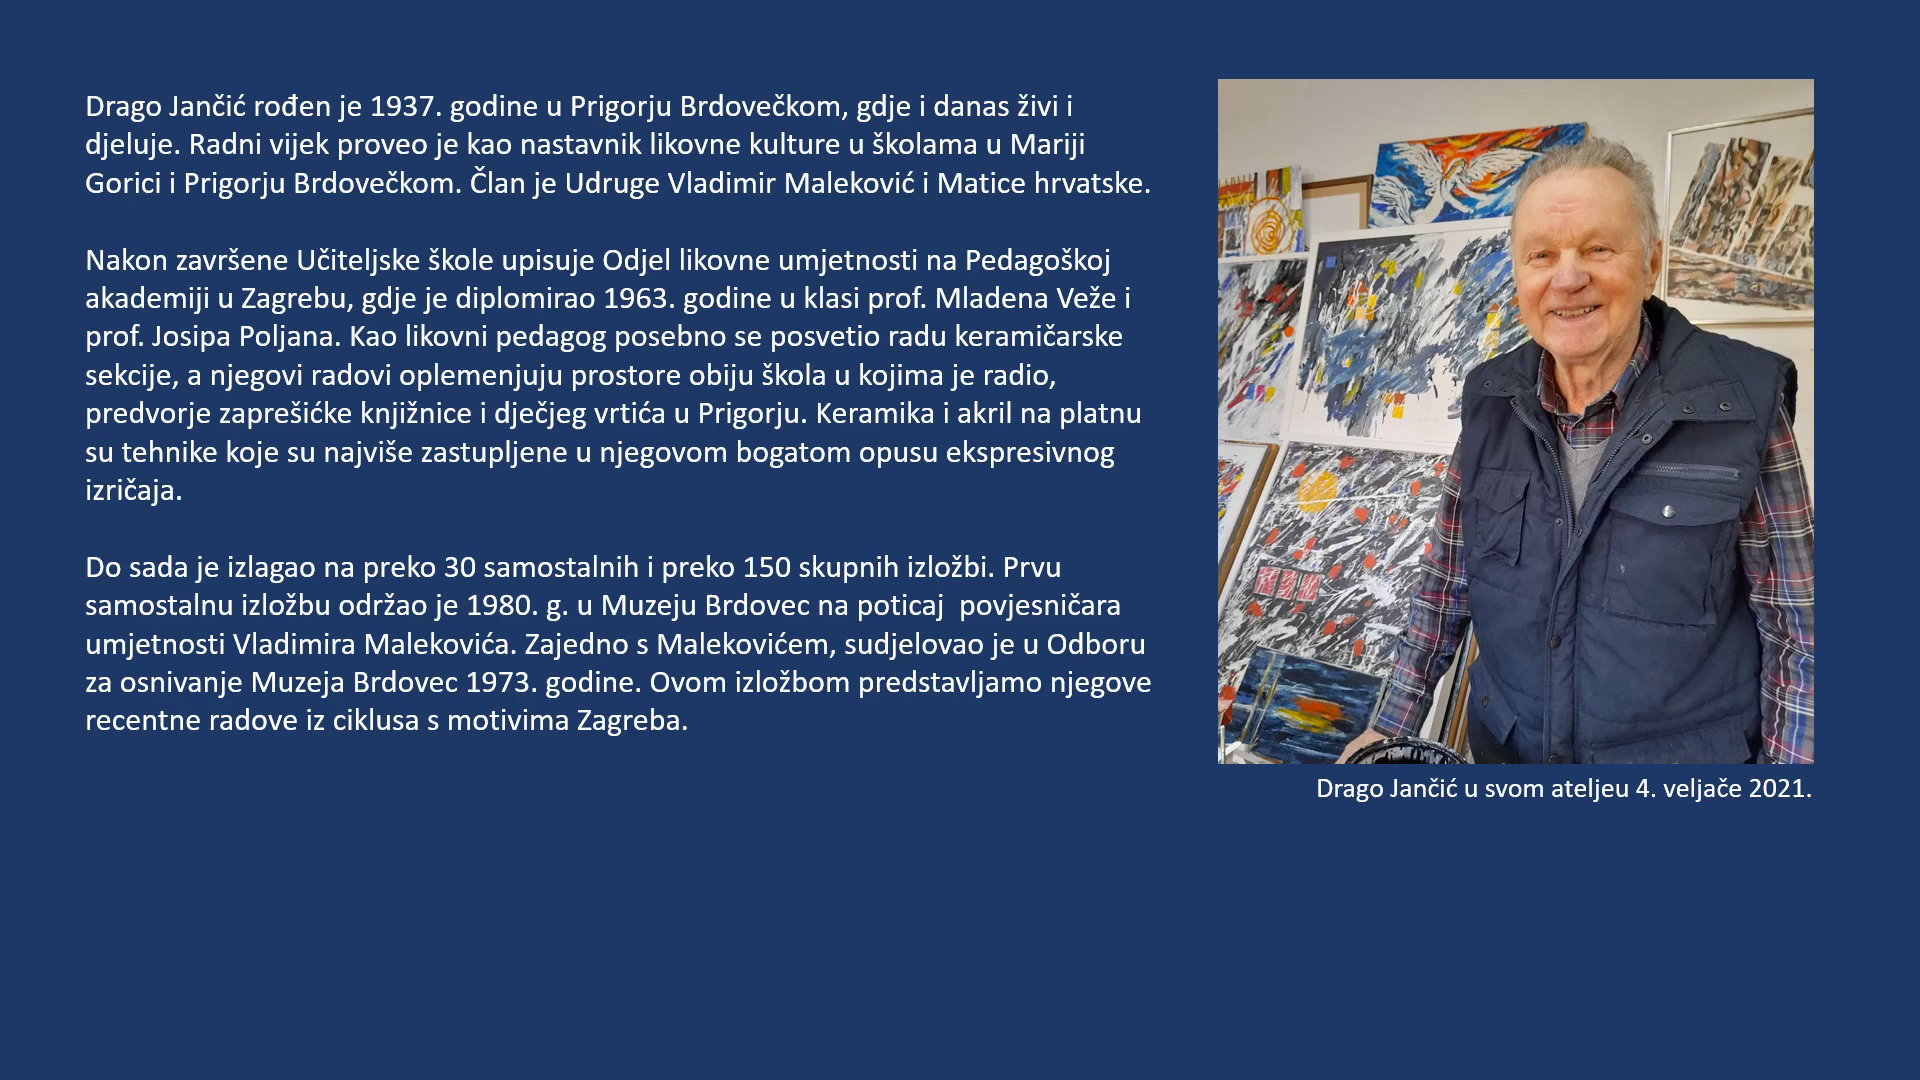 Drago Jančić rođen je 1937. godine u Prigorju Brdovečkom, gdje i danas živi i
djeluje. Radni vijek proveo je kao nastavnik likovne kulture u školama u Mariji
Gorici i Prigorju Brdovečkom. Član je Udruge Vladimir Maleković i Matice hrvatske.
Nakon završene Učiteljske škole upisuje Odjel likovne umjetnosti na Pedagoškoj
akademiji u Zagrebu, gdje je diplomirao 1963. godine u klasi prof. Mladena Veže i
prof. Josipa Poljana. Kao likovni pedagog posebno se posvetio radu keramičarske
sekcije, a njegovi radovi oplemenjuju prostore obiju škola u kojima je radio,
predvorje zaprešićke knjižnice i dječjeg vrtića u Prigorju. Keramika i akril na platnu
su tehnike koje su najviše zastupljene u njegovom bogatom opusu ekspresivnog
izričaja.
Do sada je izlagao na preko 30 samostalnih i preko 150 skupnih izložbi. Prvu
samostalnu izložbu održao je 1980. g. u Muzeju Brdovec na poticaj  povjesničara
umjetnosti Vladimira Malekovića. Zajedno s Malekovićem, sudjelovao je u Odboru
za osnivanje Muzeja Brdovec 1973. godine. Ovom izložbom predstavljamo njegove
recentne radove iz ciklusa s motivima Zagreba.
Drago Jančić u svom ateljeu 4. veljače 2021.